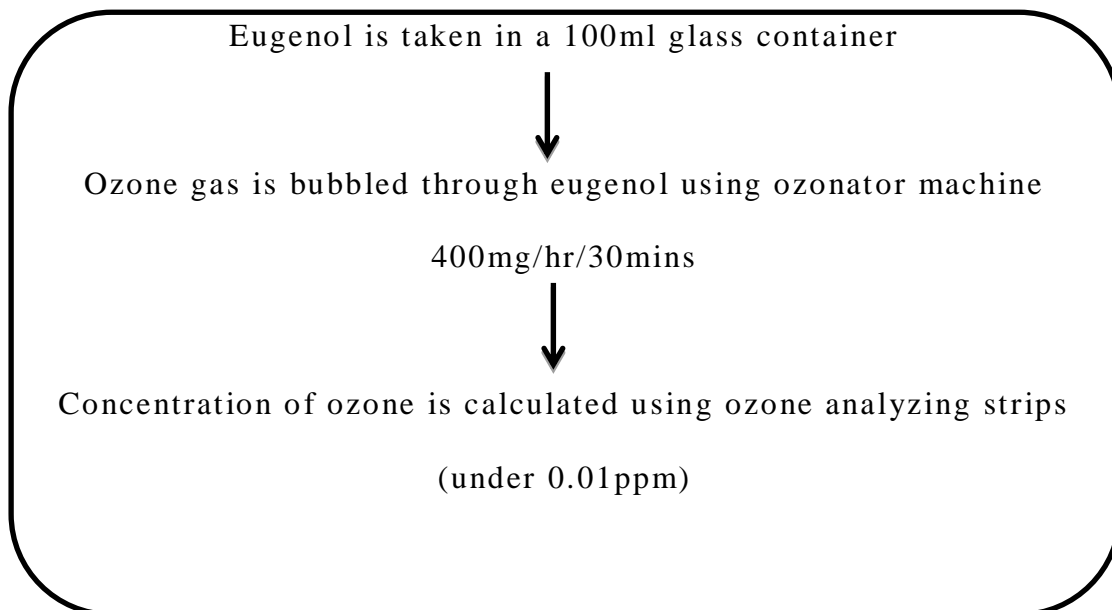 Eugenol is taken in a 100ml glass container
Ozone gas is bubbled through eugenol using ozonator machine
400mg/hr/30mins
Concentration of ozone is calculated using ozone analyzing strips
(under 0.01ppm)